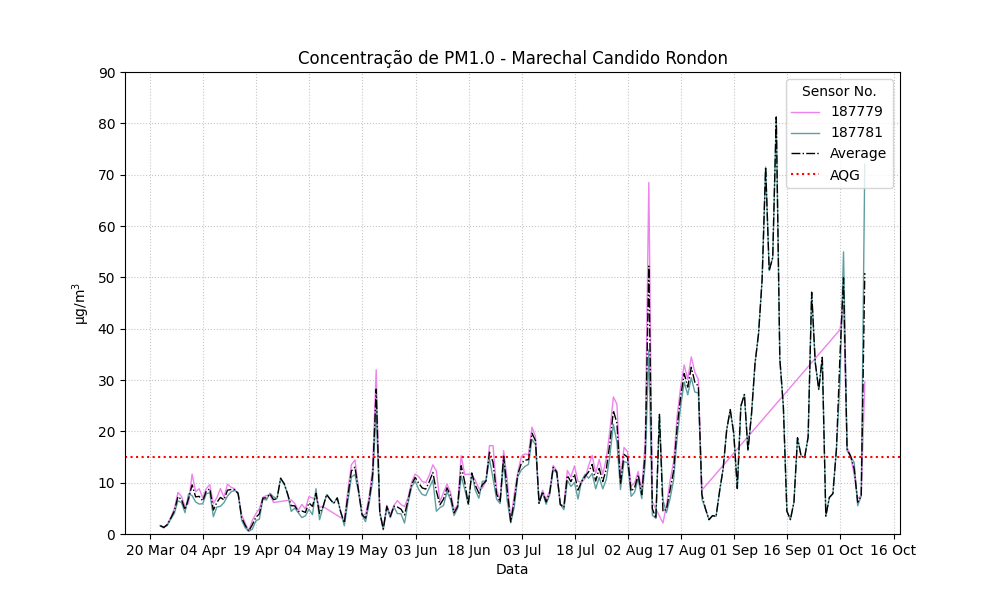 Concentração de PM1.0 - Marechal Candido Rondon
Sensor No.
187779
187781
Average
AQG
90
80
70
60
50
40
30
20
10
0
µg/m³
20 Mar 04 Apr 19 Apr 04 May 19 May 03 Jun 18 Jun 03 Jul 18 Jul 02 Aug 17 Aug 01 Sep 16 Sep 01 Oct 16 Oct
Data